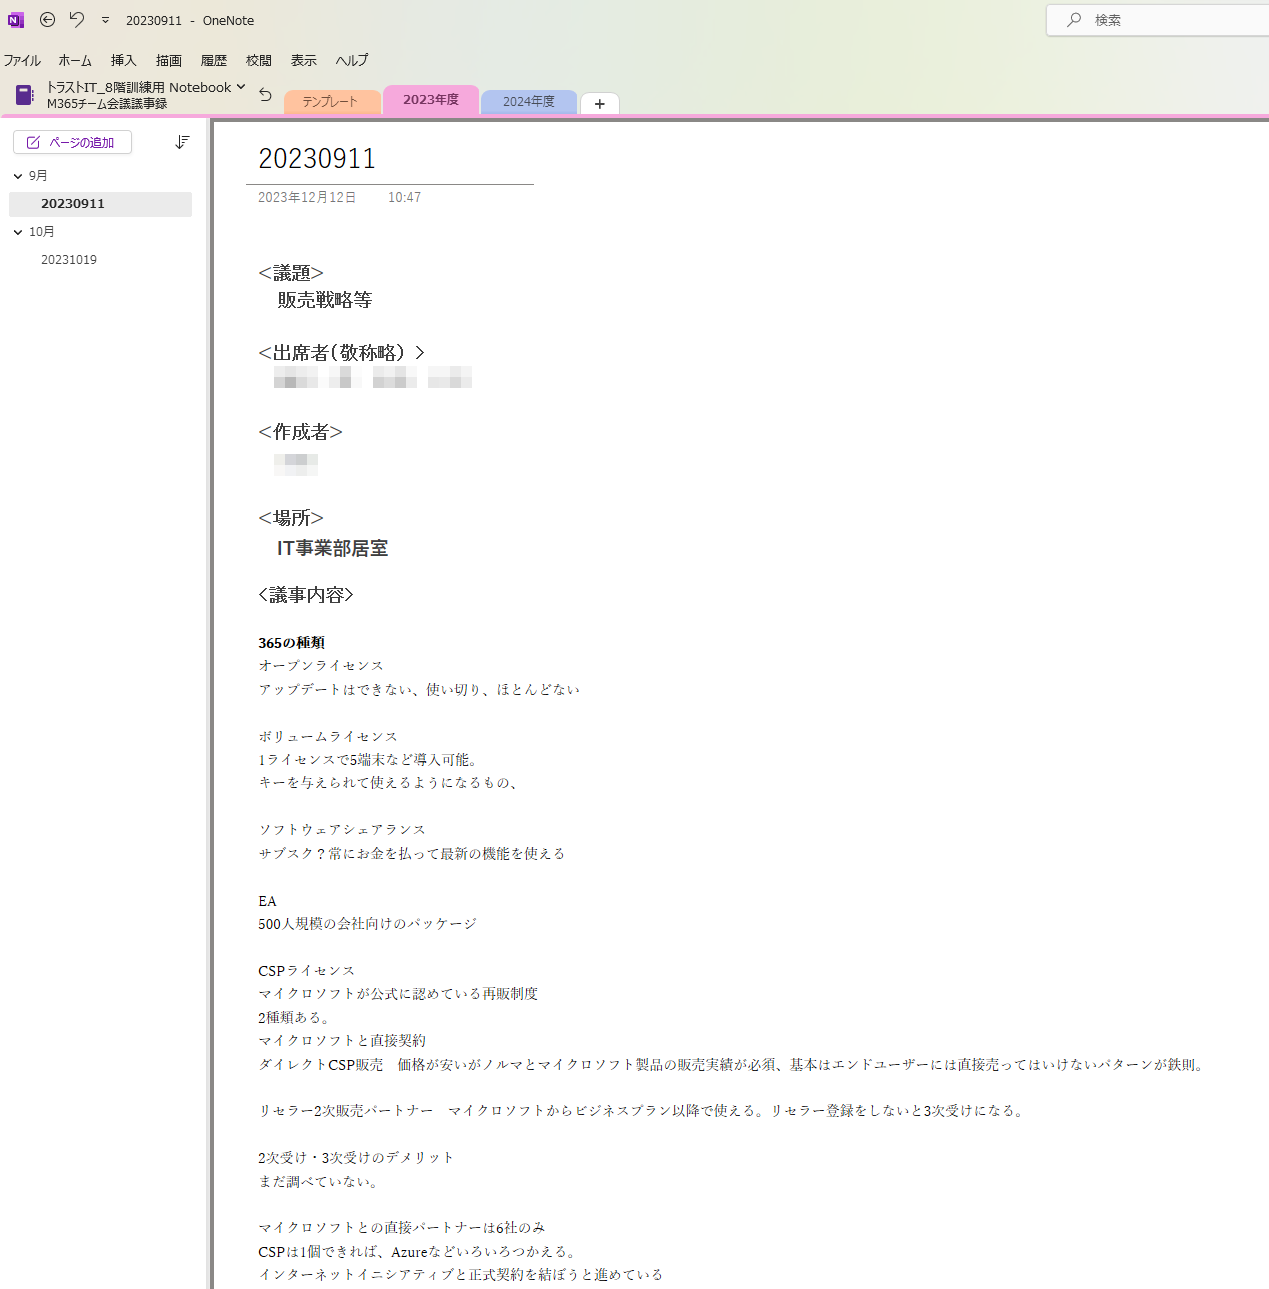 20230911 - OneNote
検索
ファイル ホーム 挿入 描画 履歴 校閲 表示 ヘルプ
トラストIT_8階訓練用 Notebook
M365チーム会議議事録
テンプレート 2023年度 2024年度 +
ページの追加
9月
20230911
10月
20231019
20230911
2023年12月12日 10:47
<議題>
販売戦略等
<出席者(敬称略) >
<作成者>
<場所>
IT事業部居室
<議事内容>
365の種類
オープンライセンス
アップデートはできない、使い切り、ほとんどない
ボリュームライセンス
1ライセンスで5端末など導入可能。
キーを与えられて使えるようになるもの、
ソフトウェアシェアランス
サブスク？常にお金を払って最新の機能を使える
EA
500人規模の会社向けのパッケージ
CSPライセンス
マイクロソフトが公式に認めている再販制度
2種類ある。
マイクロソフトと直接契約
ダイレクトCSP販売　価格が安いがノルマとマイクロソフト製品の販売実績が必須、基本はエンドユーザーには直接売ってはいけないパターンが鉄則。
リセラー2次販売パートナー　マイクロソフトからビジネスプラン以降で使える。リセラー登録をしないと3次受けになる。
2次受け・3次受けのデメリット
まだ調べていない。
マイクロソフトとの直接パートナーは6社のみ
CSPは1個できれば、Azureなどいろいろつかえる。
インターネットイニシアティブと正式契約を結ぼうと進めている